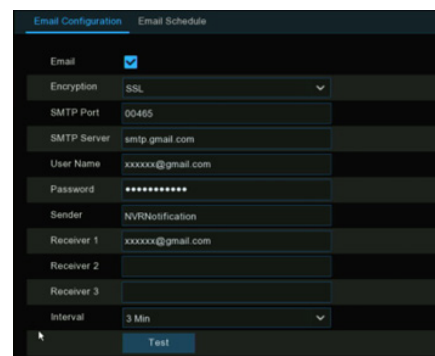 Email Configuration Email Schedule
Email
Encryption SSL
SMTP Port 00465
SMTP Server smtp.gmail.com
User Name xxxxxx@gmail.com
Password •••••••••••
Sender NVRNotification
Receiver 1 xxxxxx@gmail.com
Receiver 2
Receiver 3
Interval 3 Min
Test